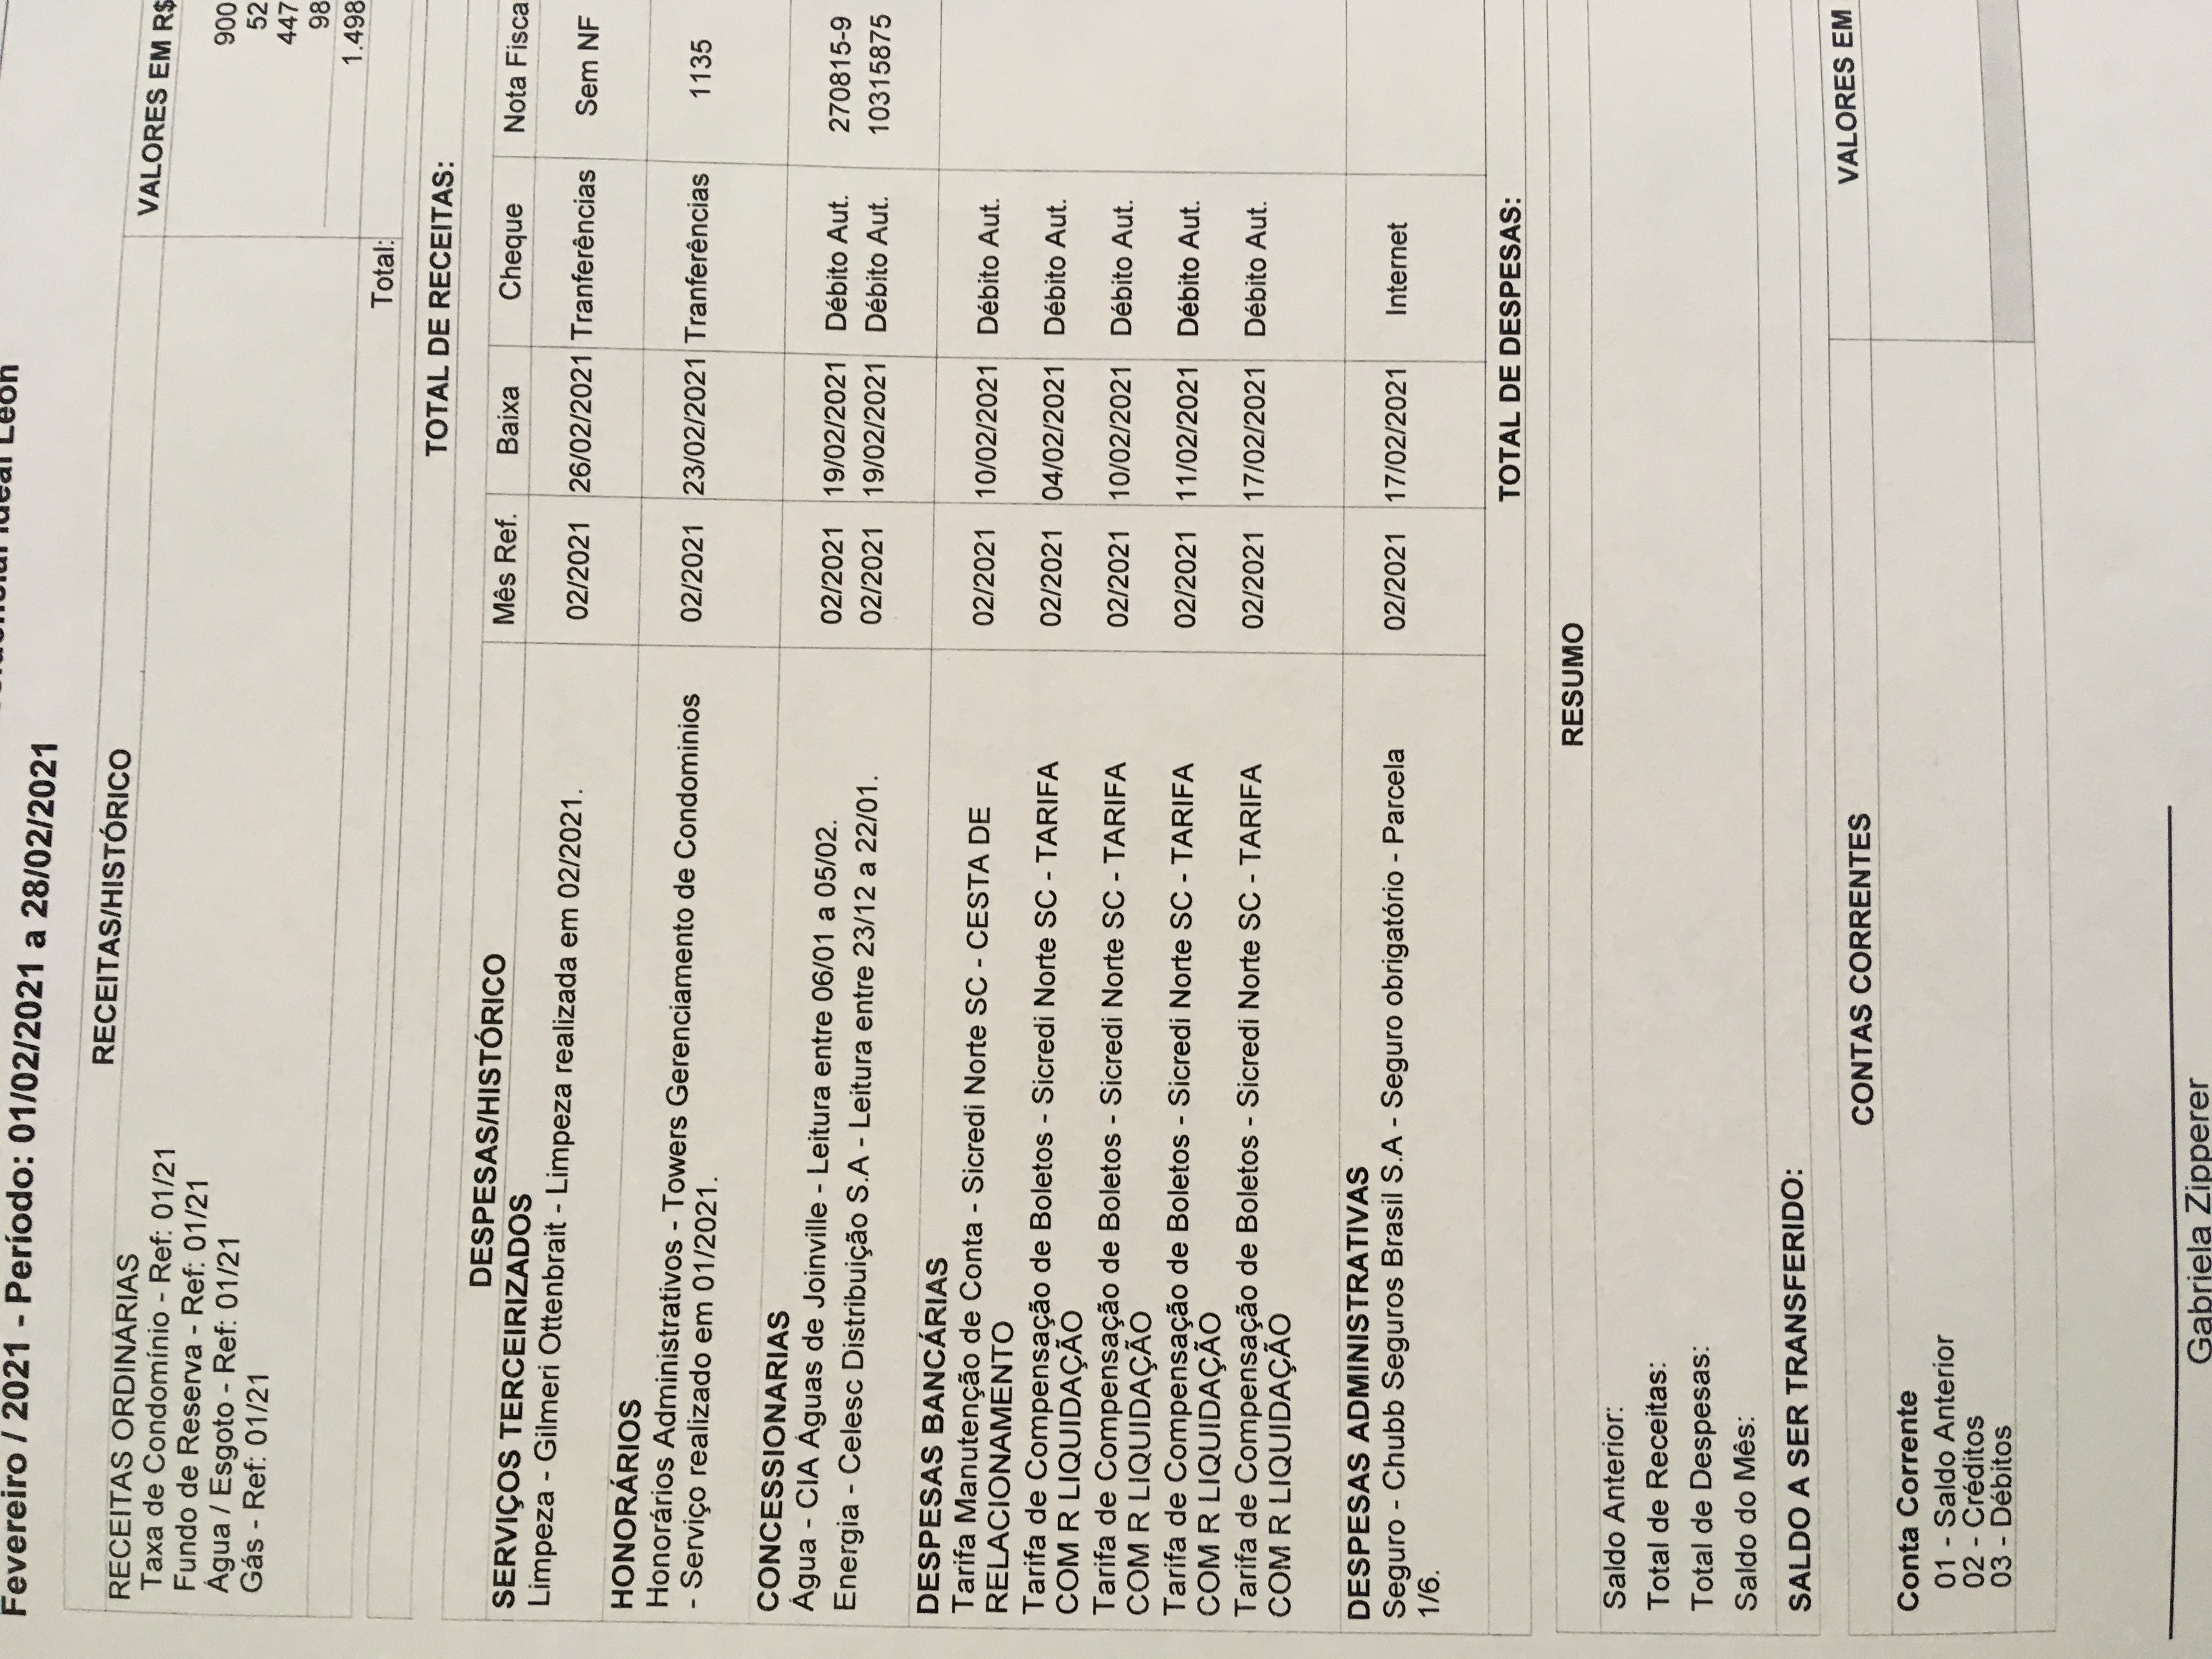 Ideal Leon
Fevereiro / 2021 - Período: 01/02/2021 a 28/02/2021
RECEITAS/HISTÓRICO
VALORES EM R$
RECEITAS ORDINÁRIAS
Taxa de Condomínio - Ref: 01/21
900
Fundo de Reserva - Ref: 01/21
52
Água / Esgoto - Ref: 01/21
447
Gás - Ref: 01/21
98
1.498
Total:
TOTAL DE RECEITAS:
DESPESAS/HISTÓRICO Mês Ref. Baixa Cheque Nota Fisca
SERVIÇOS TERCEIRIZADOS
Limpeza - Gilmeri Ottenbrait - Limpeza realizada em 02/2021. 02/2021 26/02/2021 Tranferências Sem NF
HONORÁRIOS
Honorários Administrativos - Towers Gerenciamento de Condominios 02/2021 23/02/2021 Tranferências 1135
- Serviço realizado em 01/2021.
CONCESSIONARIAS
Água - CIA Águas de Joinville - Leitura entre 06/01 a 05/02. 02/2021 19/02/2021 Débito Aut. 270815-9
Energia - Celesc Distribuição S.A - Leitura entre 23/12 a 22/01. 02/2021 19/02/2021 Débito Aut. 10315875
DESPESAS BANCÁRIAS
Tarifa Manutenção de Conta - Sicredi Norte SC - CESTA DE 02/2021 10/02/2021 Débito Aut.
RELACIONAMENTO
Tarifa de Compensação de Boletos - Sicredi Norte SC - TARIFA 02/2021 04/02/2021 Débito Aut.
COM R LIQUIDAÇÃO
Tarifa de Compensação de Boletos - Sicredi Norte SC - TARIFA 02/2021 10/02/2021 Débito Aut.
COM R LIQUIDAÇÃO
Tarifa de Compensação de Boletos - Sicredi Norte SC - TARIFA 02/2021 11/02/2021 Débito Aut.
COM R LIQUIDAÇÃO
Tarifa de Compensação de Boletos - Sicredi Norte SC - TARIFA 02/2021 17/02/2021 Débito Aut.
COM R LIQUIDAÇÃO
DESPESAS ADMINISTRATIVAS
Seguro - Chubb Seguros Brasil S.A - Seguro obrigatório - Parcela 02/2021 17/02/2021 Internet
1/6.
TOTAL DE DESPESAS:
RESUMO
Saldo Anterior:
Total de Receitas:
Total de Despesas:
Saldo do Mês:
SALDO A SER TRANSFERIDO:
CONTAS CORRENTES VALORES EM
Conta Corrente
01 - Saldo Anterior
02 - Créditos
03 - Débitos
Gabriela Zipperer